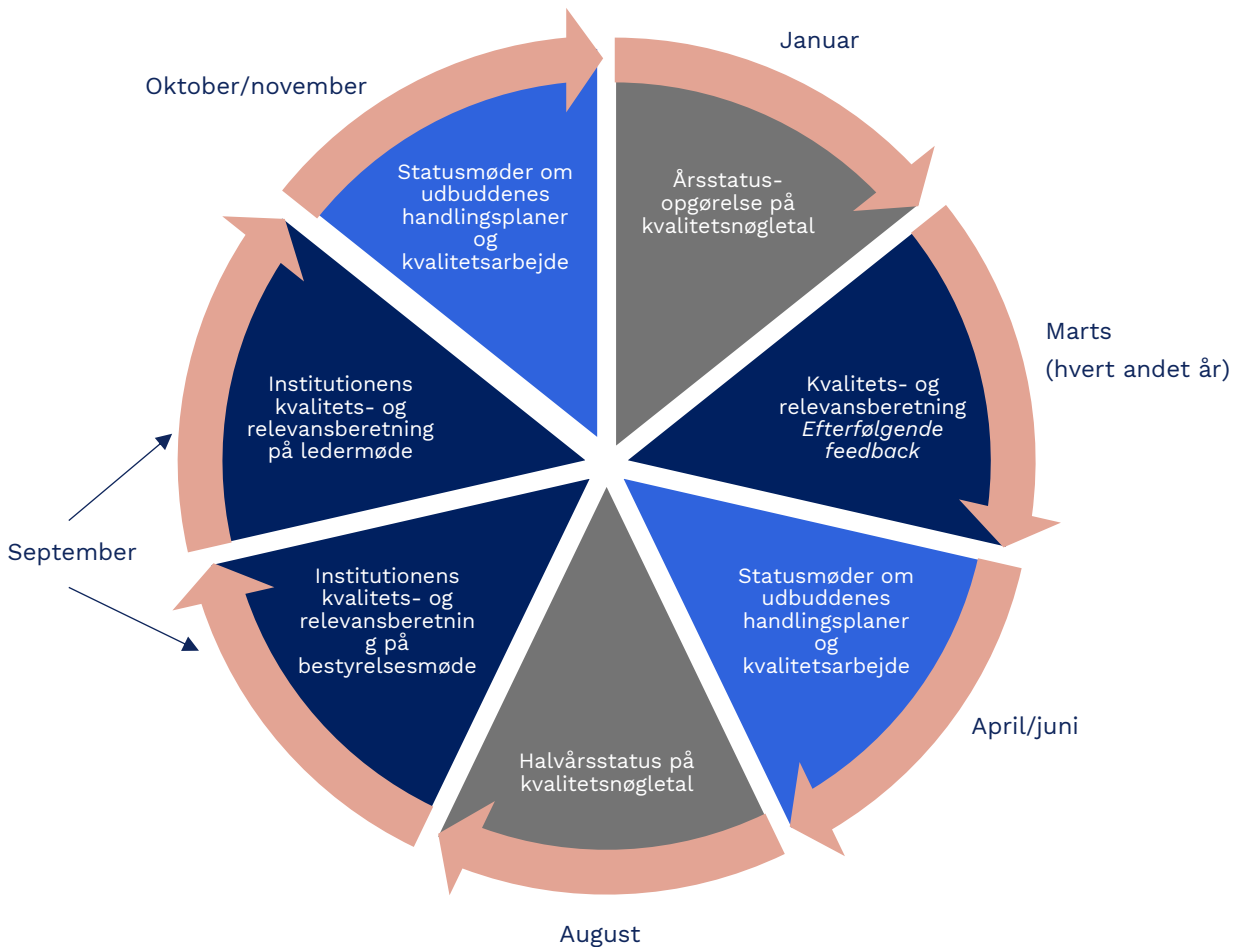 Januar
Årsstatus-
opgørelse på
kvalitetsnøgletal
Marts
(hvert andet år)
Kvalitets- og
relevansberetning
Efterfølgende
feedback
April/juni
Statusmøder om
udbuddenes
handlingsplaner
og
kvalitetsarbejde
August
Halvårsstatus på
kvalitetsnøgletal
September
Institutionens
kvalitets- og
relevansberetnin
g på
bestyrelsesmøde
Institutionens
kvalitets- og
relevansberetning
på ledermøde
Oktober/november
Statusmøder om
udbuddenes
handlingsplaner
og
kvalitetsarbejde